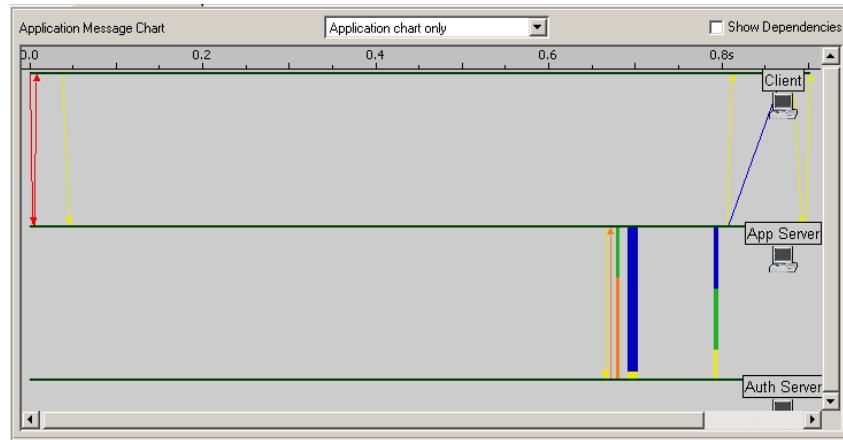 Application Message Chart
Application chart only
Show Dependencies
0.0 0.2 0.4 0.6 0.8s
Client
App Server
Auth Server